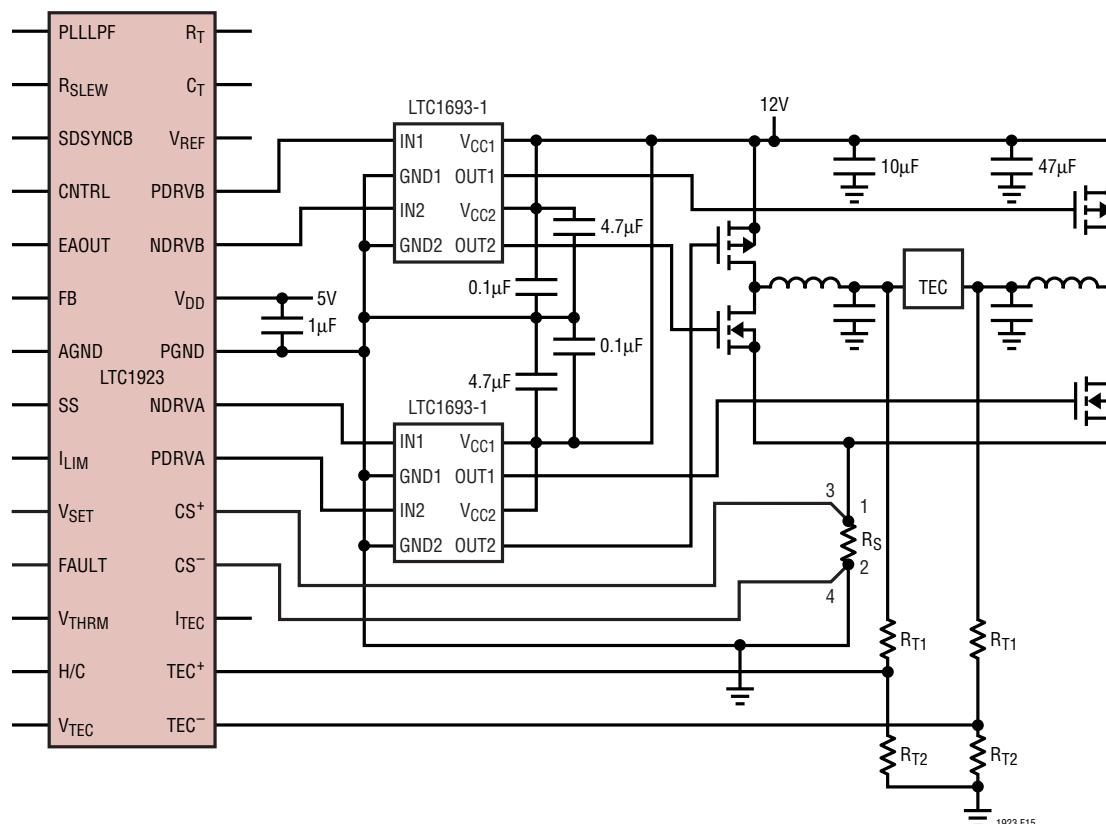 PLLLPF
RSLEW
SDSYNCB
CNTRL
EAOUT
FB
AGND
SS
ILIM
VSET
FAULT
VTHRM
H/C
VTEC
RT
CT
VREF
PDRVB
NDRVB
VDD
PGND
LTC1923
NDRVA
PDRVA
CS+
CS−
ITEC
TEC+
TEC−
5V
1µF
LTC1693-1
IN1
GND1
IN2
GND2
VCC1
OUT1
VCC2
OUT2
4.7µF
0.1µF
0.1µF
4.7µF
LTC1693-1
IN1
GND1
IN2
GND2
VCC1
OUT1
VCC2
OUT2
12V
10µF
47µF
TEC
3
1
RS
2
4
RT1
RT1
RT2
RT2
1923 F15